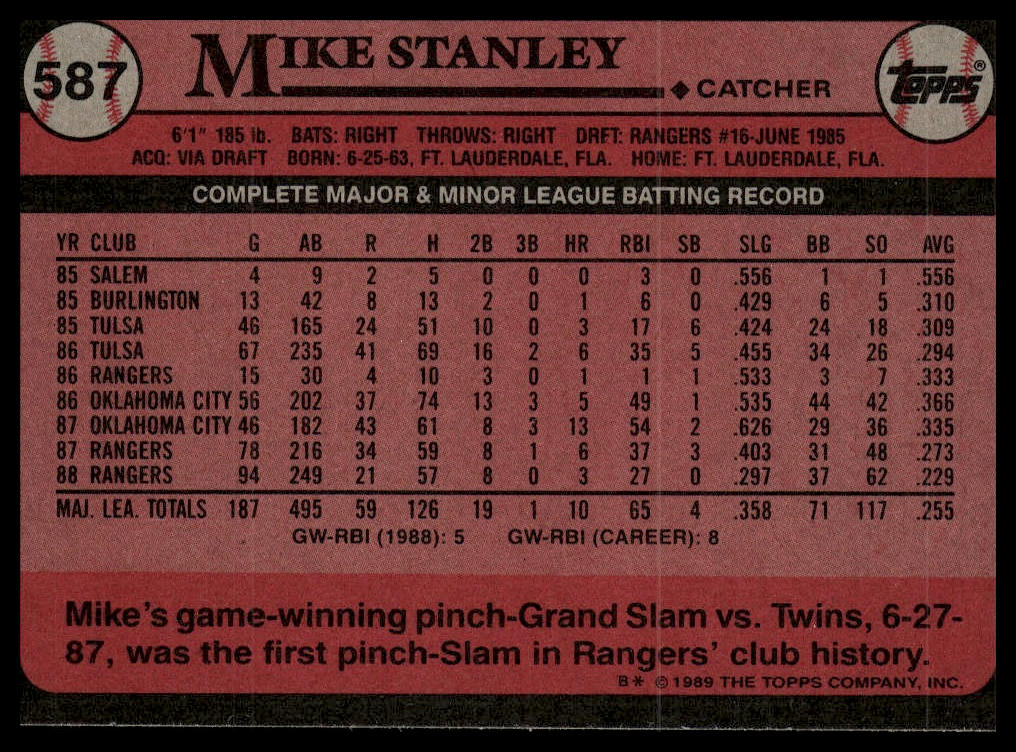 587
MIKE STANLEY
◆ CATCHER
TOPPS®
6'1" 185 lb. BATS: RIGHT THROWS: RIGHT DRFT: RANGERS #16-JUNE 1985
ACQ: VIA DRAFT BORN: 6-25-63, FT. LAUDERDALE, FLA. HOME: FT. LAUDERDALE, FLA.
COMPLETE MAJOR & MINOR LEAGUE BATTING RECORD
YR CLUB G AB R H 2B 3B HR RBI SB SLG BB SO AVG
85 SALEM 4 9 2 5 0 0 0 3 0 .556 1 1 .556
85 BURLINGTON 13 42 8 13 2 0 1 6 0 .429 6 5 .310
85 TULSA 46 165 24 51 10 0 3 17 6 .424 24 18 .309
86 TULSA 67 235 41 69 16 2 6 35 5 .455 34 26 .294
86 RANGERS 15 30 4 10 3 0 1 1 1 .533 3 7 .333
86 OKLAHOMA CITY 56 202 37 74 13 3 5 49 1 .535 44 42 .366
87 OKLAHOMA CITY 46 182 43 61 8 3 13 54 2 .626 29 36 .335
87 RANGERS 78 216 34 59 8 1 6 37 3 .403 31 48 .273
88 RANGERS 94 249 21 57 8 0 3 27 0 .297 37 62 .229
MAJ. LEA. TOTALS 187 495 59 126 19 1 10 65 4 .358 71 117 .255
GW-RBI (1988): 5 GW-RBI (CAREER): 8
Mike's game-winning pinch-Grand Slam vs. Twins, 6-27-
87, was the first pinch-Slam in Rangers' club history.
B* ©1989 THE TOPPS COMPANY, INC.